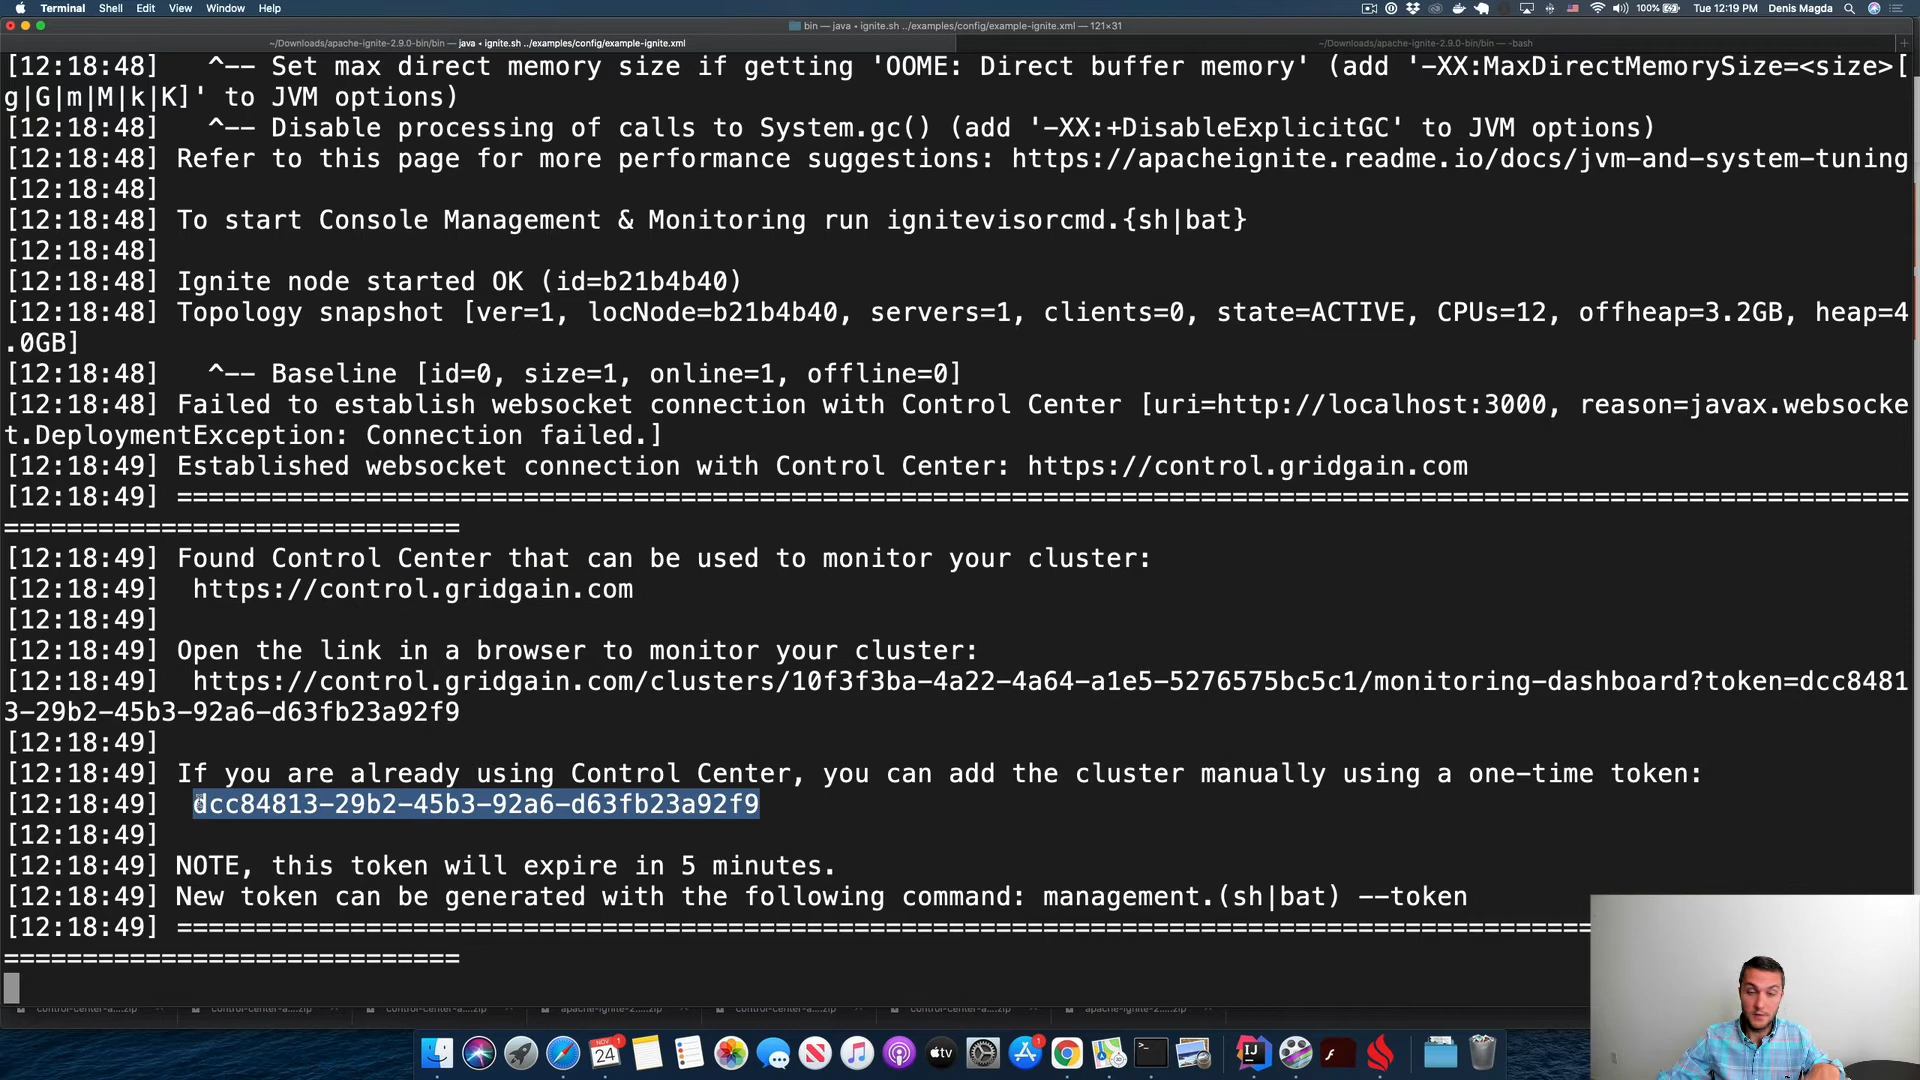 Terminal Shell Edit View Window Help 100% Tue 12:19 PM Denis Magda
bin — java • ignite.sh ../examples/config/example-ignite.xml — 121×31
~/Downloads/apache-ignite-2.9.0-bin/bin — java • ignite.sh ../examples/config/example-ignite.xml ~/Downloads/apache-ignite-2.9.0-bin/bin — -bash
[12:18:48]   ^-- Set max direct memory size if getting 'OOME: Direct buffer memory' (add '-XX:MaxDirectMemorySize=<size>[
g|G|m|M|k|K]' to JVM options)
[12:18:48]   ^-- Disable processing of calls to System.gc() (add '-XX:+DisableExplicitGC' to JVM options)
[12:18:48] Refer to this page for more performance suggestions: https://apacheignite.readme.io/docs/jvm-and-system-tuning
[12:18:48]
[12:18:48] To start Console Management & Monitoring run ignitevisorcmd.{sh|bat}
[12:18:48]
[12:18:48] Ignite node started OK (id=b21b4b40)
[12:18:48] Topology snapshot [ver=1, locNode=b21b4b40, servers=1, clients=0, state=ACTIVE, CPUs=12, offheap=3.2GB, heap=4
.0GB]
[12:18:48]   ^-- Baseline [id=0, size=1, online=1, offline=0]
[12:18:48] Failed to establish websocket connection with Control Center [uri=http://localhost:3000, reason=javax.websocke
t.DeploymentException: Connection failed.]
[12:18:49] Established websocket connection with Control Center: https://control.gridgain.com
[12:18:49] ==============================================================================================================
=============================
[12:18:49] Found Control Center that can be used to monitor your cluster:
[12:18:49]  https://control.gridgain.com
[12:18:49]
[12:18:49] Open the link in a browser to monitor your cluster:
[12:18:49]  https://control.gridgain.com/clusters/10f3f3ba-4a22-4a64-a1e5-5276575bc5c1/monitoring-dashboard?token=dcc8481
3-29b2-45b3-92a6-d63fb23a92f9
[12:18:49]
[12:18:49] If you are already using Control Center, you can add the cluster manually using a one-time token:
[12:18:49]  dcc84813-29b2-45b3-92a6-d63fb23a92f9
[12:18:49]
[12:18:49] NOTE, this token will expire in 5 minutes.
[12:18:49] New token can be generated with the following command: management.(sh|bat) --token
[12:18:49] ==========================================================================================
=============================
control-center-a....zip control-center-a....zip control-center-a....zip apache-ignite-2....zip control-center-a....zip control-center-a....zip apache-ignite-2....zip
NOV 24 1 1 tv IJ